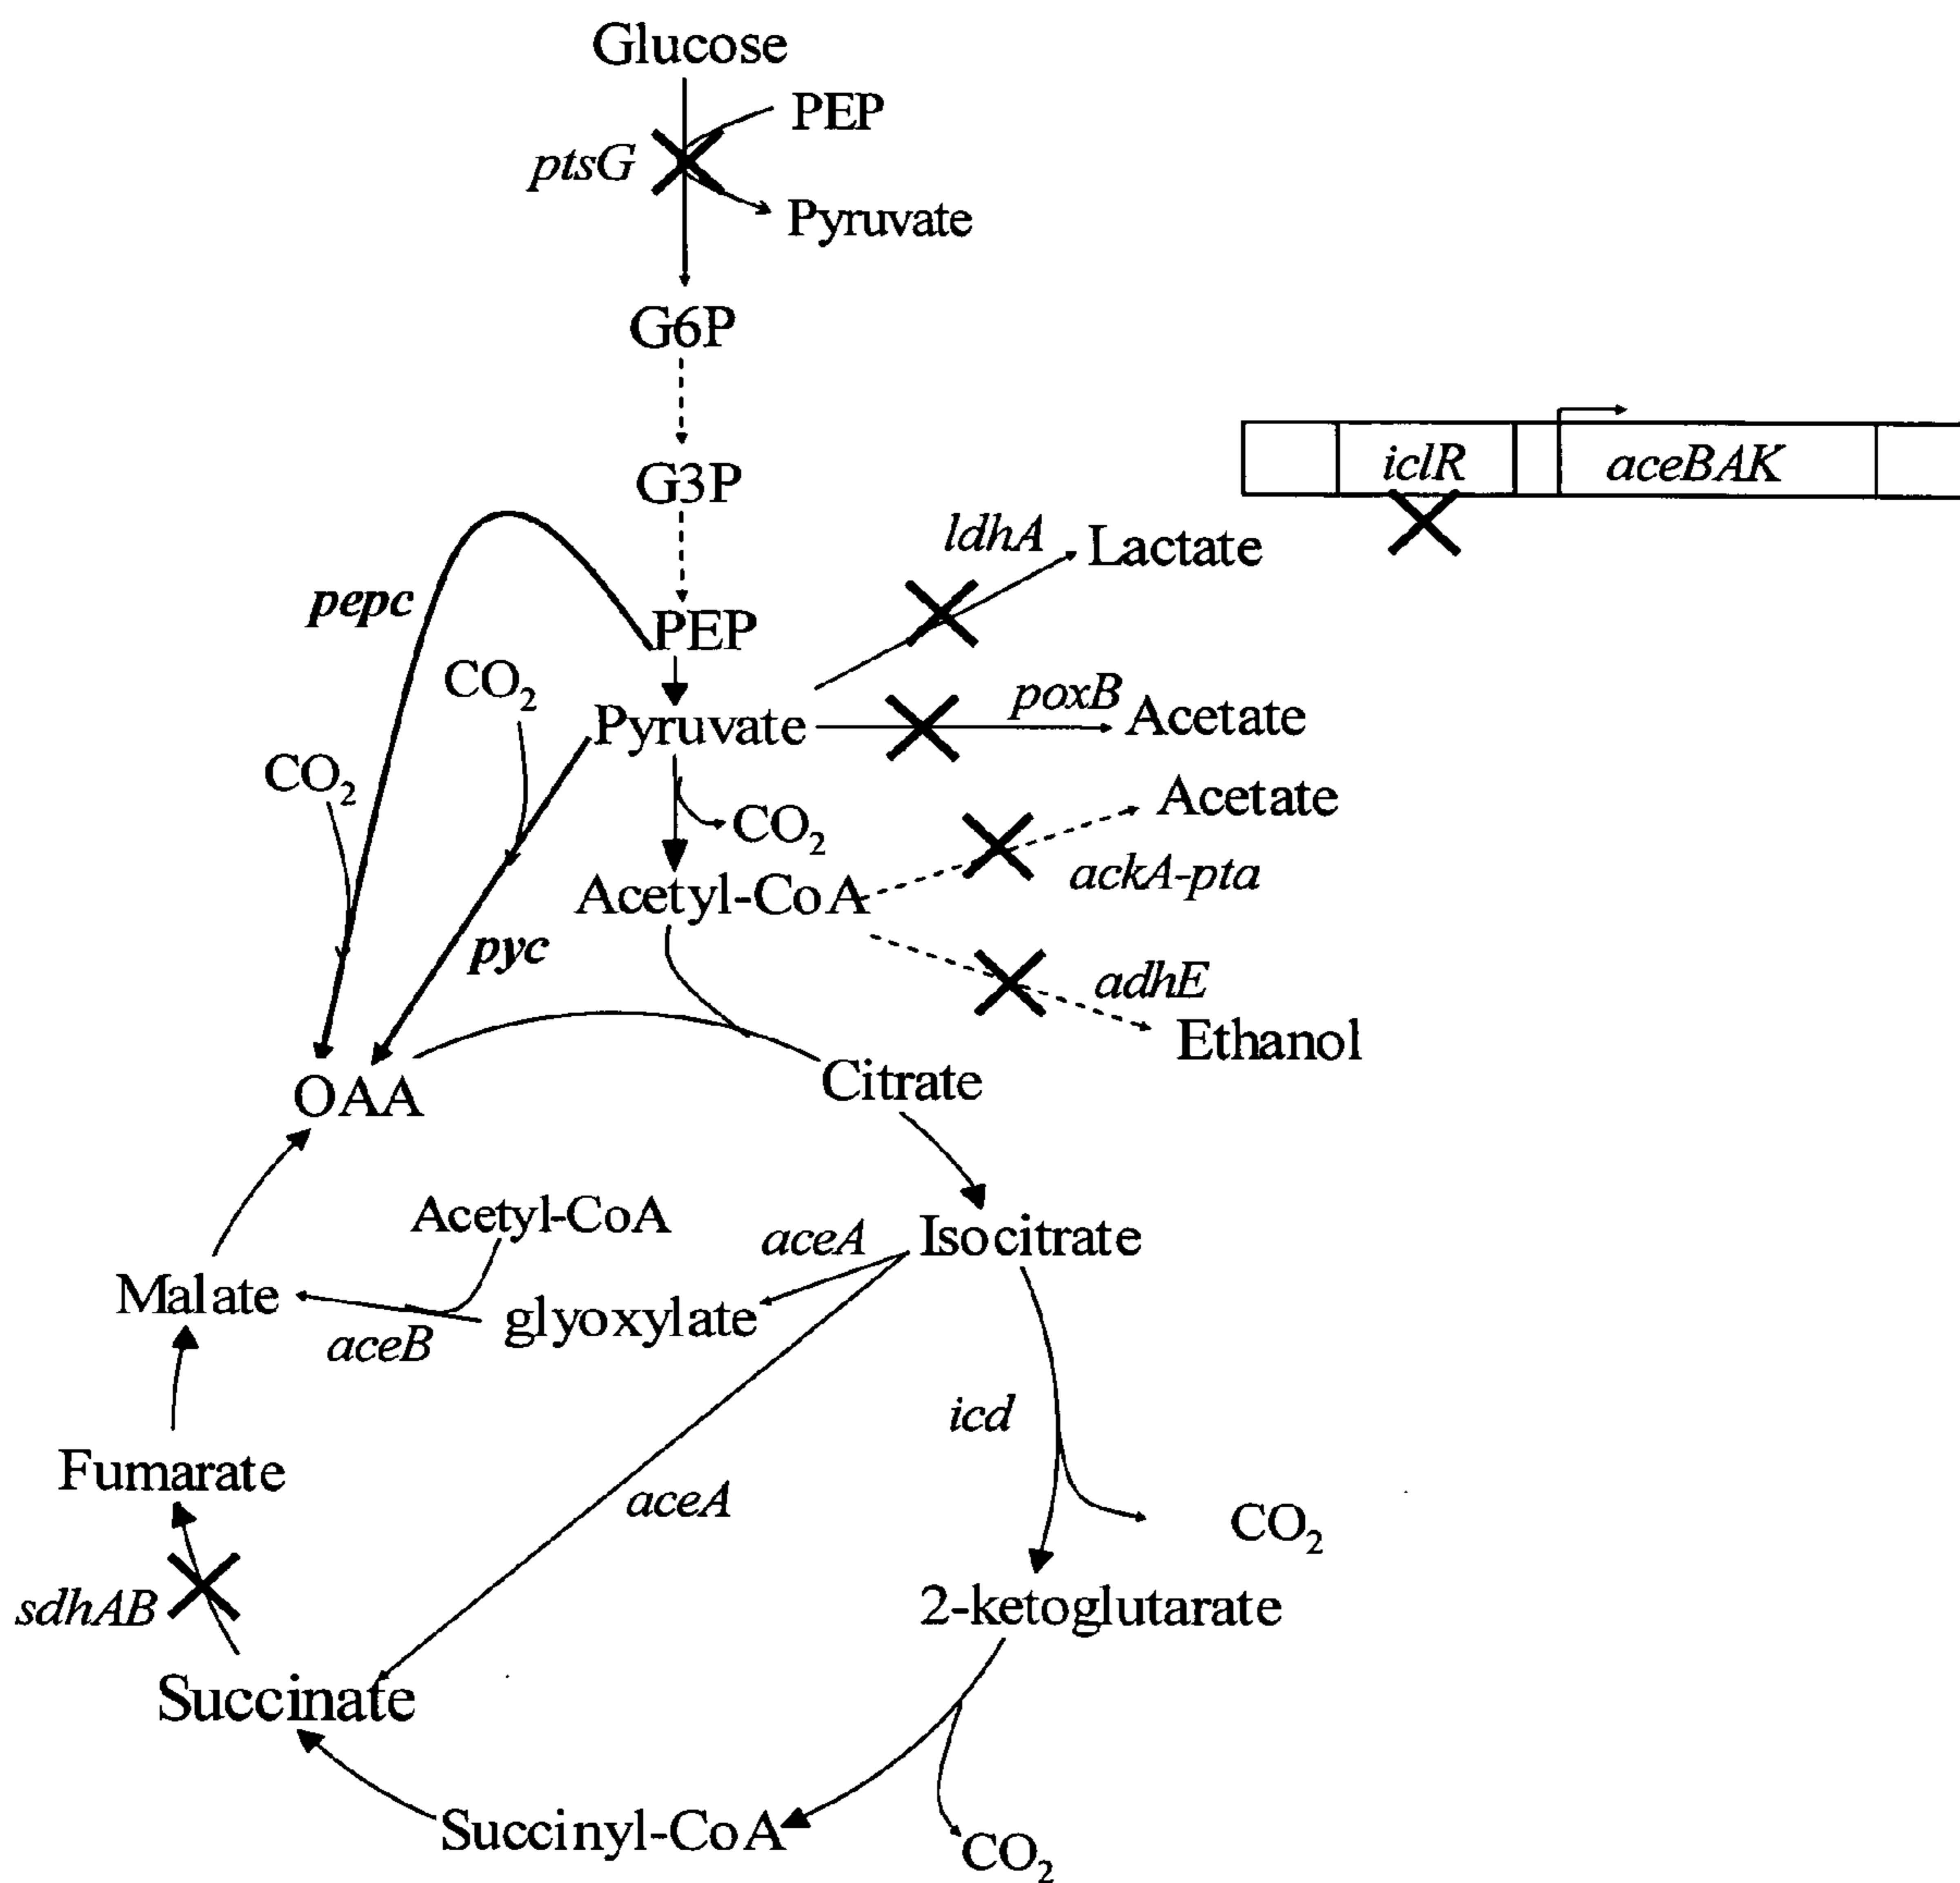 Glucose
PEP
ptsG
Pyruvate
G6P
G3P
iclR
aceBAK
ldhA
Lactate
pepc
PEP
CO2
poxB
Pyruvate
Acetate
CO2
Acetate
CO2
ackA-pta
Acetyl-CoA
pyc
adhE
Ethanol
OAA
Citrate
Acetyl-CoA
aceA
Isocitrate
Malate
glyoxylate
aceB
icd
Fumarate
aceA
CO2
sdhAB
2-ketoglutarate
Succinate
Succinyl-CoA
CO2